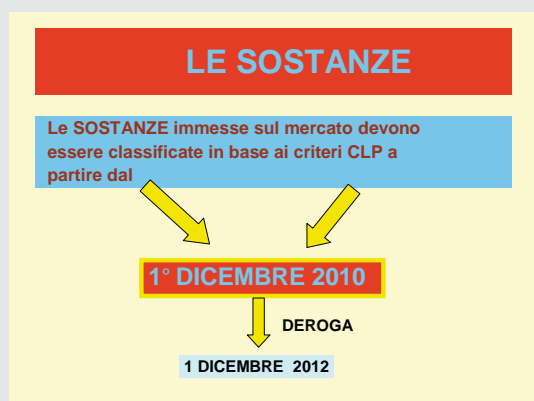 LE SOSTANZE
Le SOSTANZE immesse sul mercato devono
essere classificate in base ai criteri CLP a
partire dal
1° DICEMBRE 2010
DEROGA
1 DICEMBRE 2012